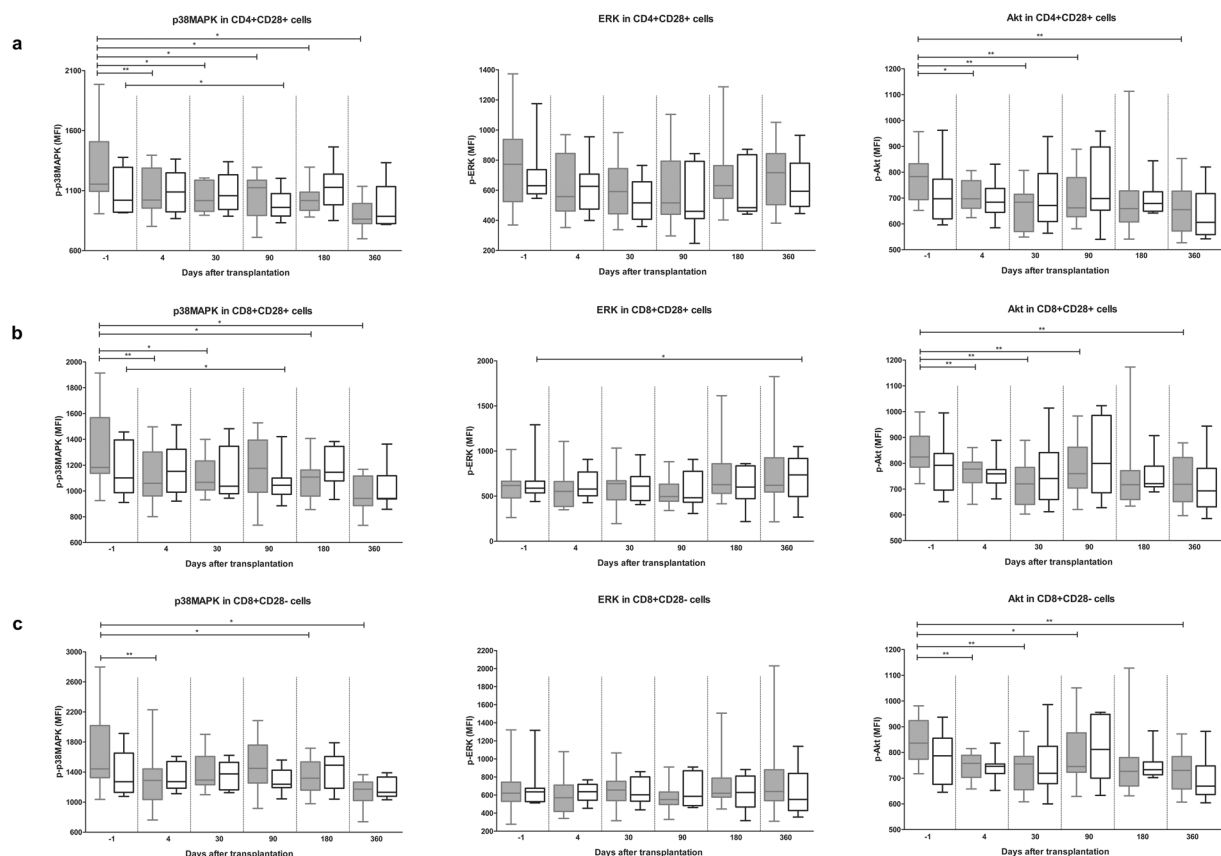 a
p38MAPK in CD4+CD28+ cells
*
*
*
*
**
*
p-p38MAPK (MFI)
2100
1600
1100
600
-1 4 30 90 180 360
Days after transplantation
ERK in CD4+CD28+ cells
p-ERK (MFI)
1400
1200
1000
800
600
400
200
-1 4 30 90 180 360
Days after transplantation
Akt in CD4+CD28+ cells
**
**
**
*
p-Akt (MFI)
1200
1100
1000
900
800
700
600
500
-1 4 30 90 180 360
Days after transplantation
b
p38MAPK in CD8+CD28+ cells
*
*
*
**
*
p-p38MAPK (MFI)
2000
1800
1600
1400
1200
1000
800
600
-1 4 30 90 180 360
Days after transplantation
ERK in CD8+CD28+ cells
*
p-ERK (MFI)
2000
1500
1000
500
0
-1 4 30 90 180 360
Days after transplantation
Akt in CD8+CD28+ cells
**
**
**
**
p-Akt (MFI)
1200
1100
1000
900
800
700
600
500
-1 4 30 90 180 360
Days after transplantation
c
p38MAPK in CD8+CD28- cells
*
*
**
p-p38MAPK (MFI)
3000
2400
1800
1200
600
-1 4 30 90 180 360
Days after transplantation
ERK in CD8+CD28- cells
p-ERK (MFI)
2200
2000
1800
1600
1400
1200
1000
800
600
400
200
-1 4 30 90 180 360
Days after transplantation
Akt in CD8+CD28- cells
**
*
**
**
p-Akt (MFI)
1200
1100
1000
900
800
700
600
500
-1 4 30 90 180 360
Days after transplantation